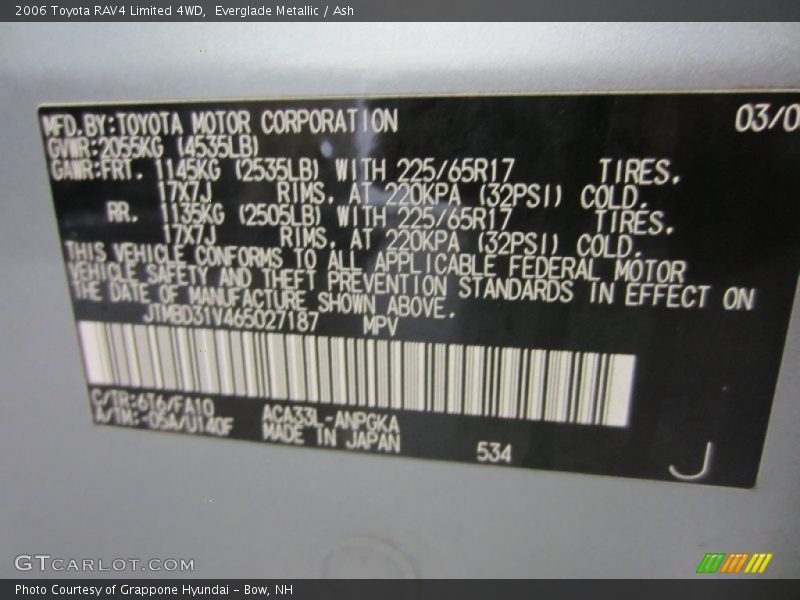 2006 Toyota RAV4 Limited 4WD, Everglade Metallic / Ash
MFD.BY:TOYOTA MOTOR CORPORATION 03/0
GVWR:2055KG (4535LB)
GAWR:FRT. 1145KG (2535LB) WITH 225/65R17 TIRES,
17X7J RIMS, AT 220KPA (32PSI) COLD.
RR. 1135KG (2505LB) WITH 225/65R17 TIRES,
17X7J RIMS, AT 220KPA (32PSI) COLD.
THIS VEHICLE CONFORMS TO ALL APPLICABLE FEDERAL MOTOR
VEHICLE SAFETY AND THEFT PREVENTION STANDARDS IN EFFECT ON
THE DATE OF MANUFACTURE SHOWN ABOVE.
JTMBD31V465027187 MPV
C/TR:6T6/FA10 ACA33L-ANPGKA
A/TM:-05A/U140F MADE IN JAPAN
534 J
GTCARLOT.COM
Photo Courtesy of Grappone Hyundai - Bow, NH